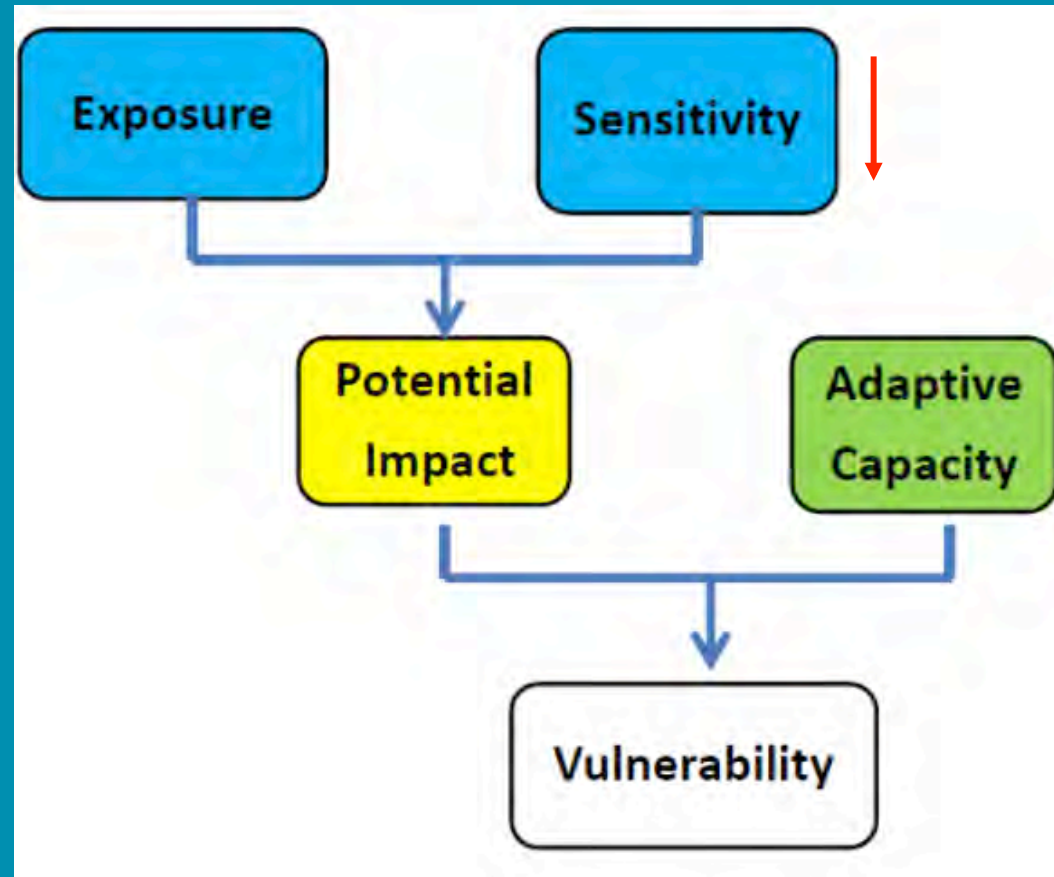 Exposure
Sensitivity
Potential
Impact
Adaptive
Capacity
Vulnerability